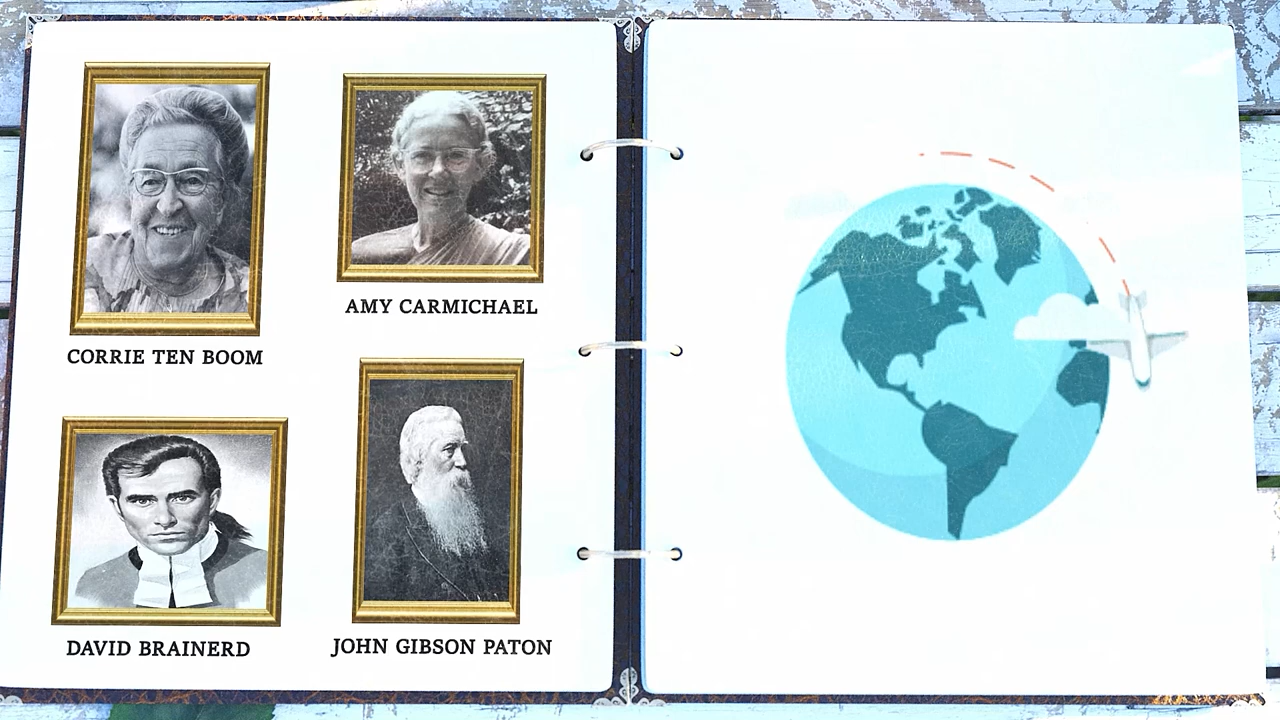 CORRIE TEN BOOM
AMY CARMICHAEL
DAVID BRAINERD
JOHN GIBSON PATON